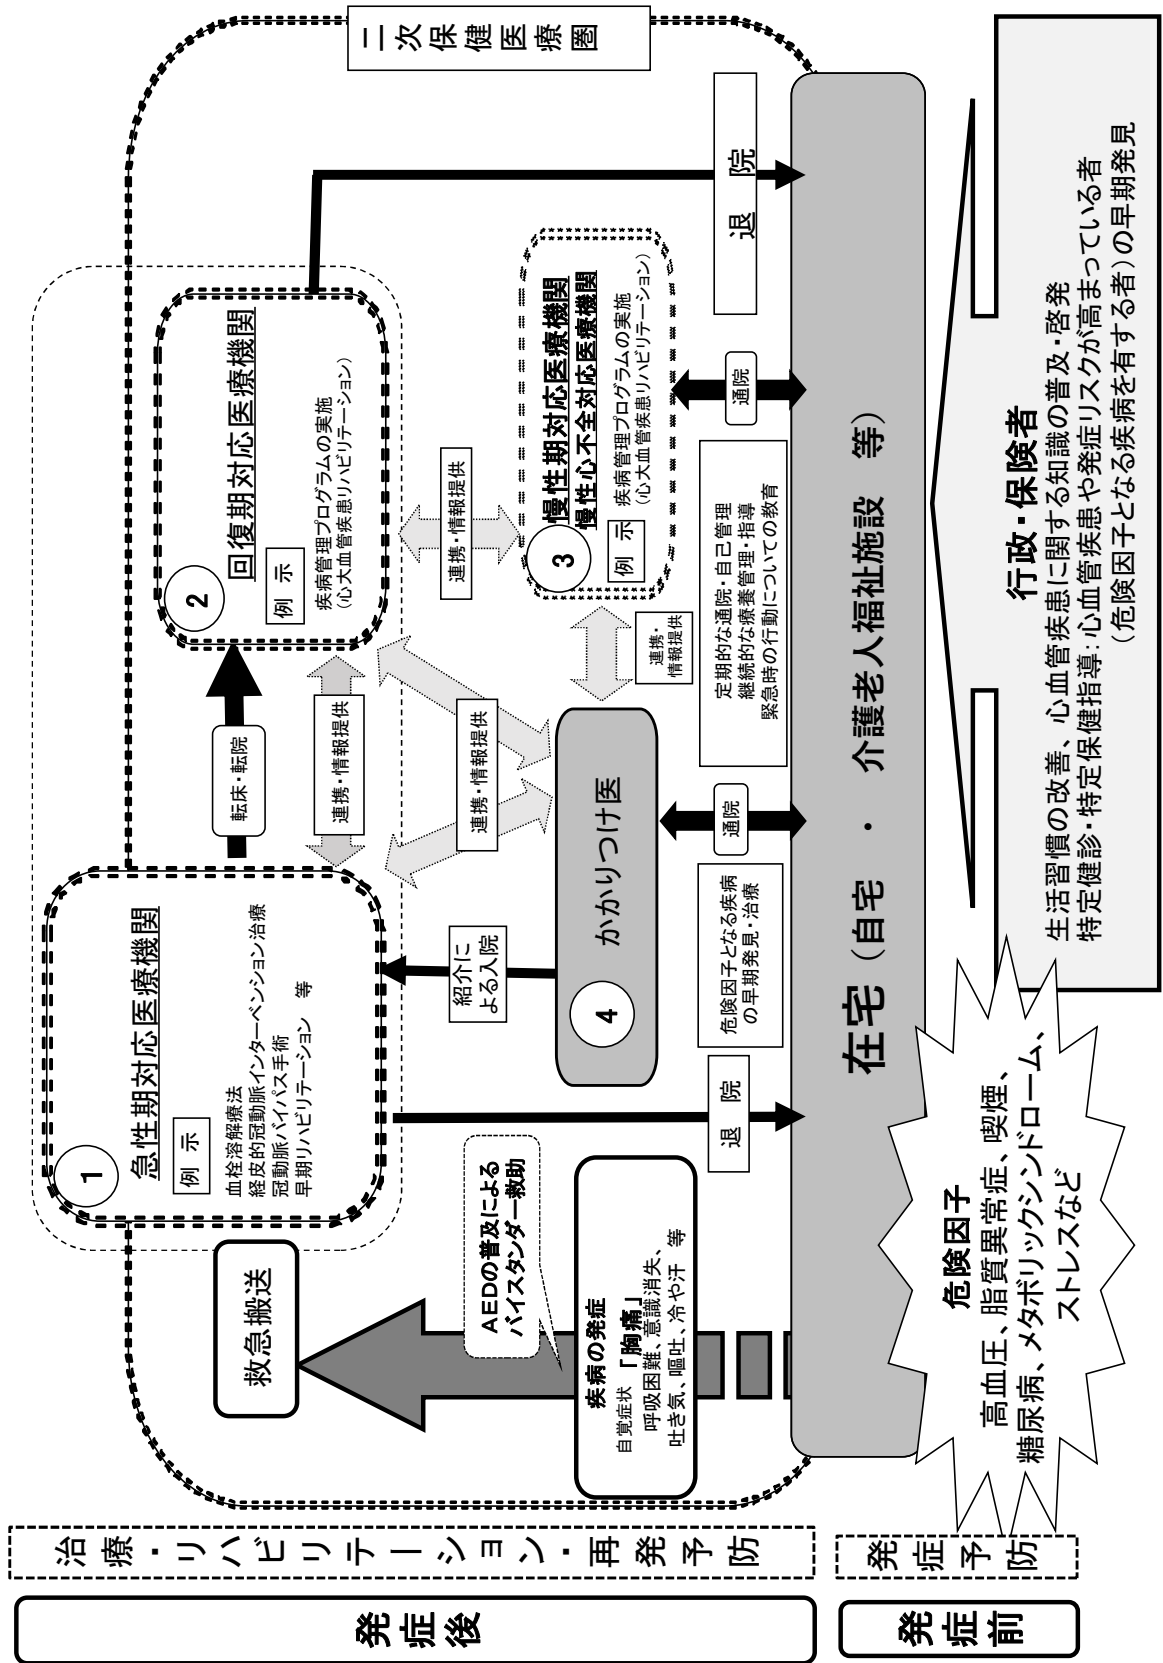 発症後
治療・リハビリテーション・再発予防
二次保健医療圏
救急搬送
AEDの普及による
バイスタンダー救助
疾病の発症
自覚症状「胸痛」
呼吸困難、意識消失、
吐き気、嘔吐、冷や汗 等
1
急性期対応医療機関
例 示
血栓溶解療法
経皮的冠動脈インターベンション治療
冠動脈バイパス手術
早期リハビリテーション 等
転床・転院
連携・情報提供
2
回復期対応医療機関
例 示
疾病管理プログラムの実施
(心大血管疾患リハビリテーション)
紹介に
よる入院
連携・情報提供
連携・情報提供
4
かかりつけ医
連携・
情報提供
3
慢性期対応医療機関
慢性心不全対応医療機関
例 示
疾病管理プログラムの実施
(心大血管疾患リハビリテーション)
退 院
危険因子となる疾病
の早期発見・治療
通院
定期的な通院・自己管理
継続的な療養管理・指導
緊急時の行動についての教育
通院
退 院
在宅(自宅 ・ 介護老人福祉施設 等)
発症前
発症予防
危険因子
高血圧、脂質異常症、喫煙、
糖尿病、メタボリックシンドローム、
ストレスなど
行政・保険者
生活習慣の改善、心血管疾患に関する知識の普及・啓発
特定健診・特定保健指導:心血管疾患や発症リスクが高まっている者
(危険因子となる疾病を有する者)の早期発見